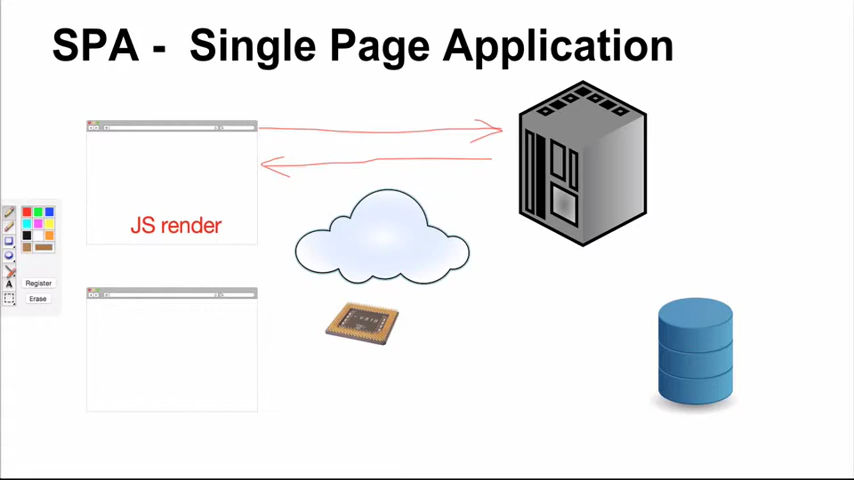 SPA - Single Page Application
JS render
A
Register
Erase